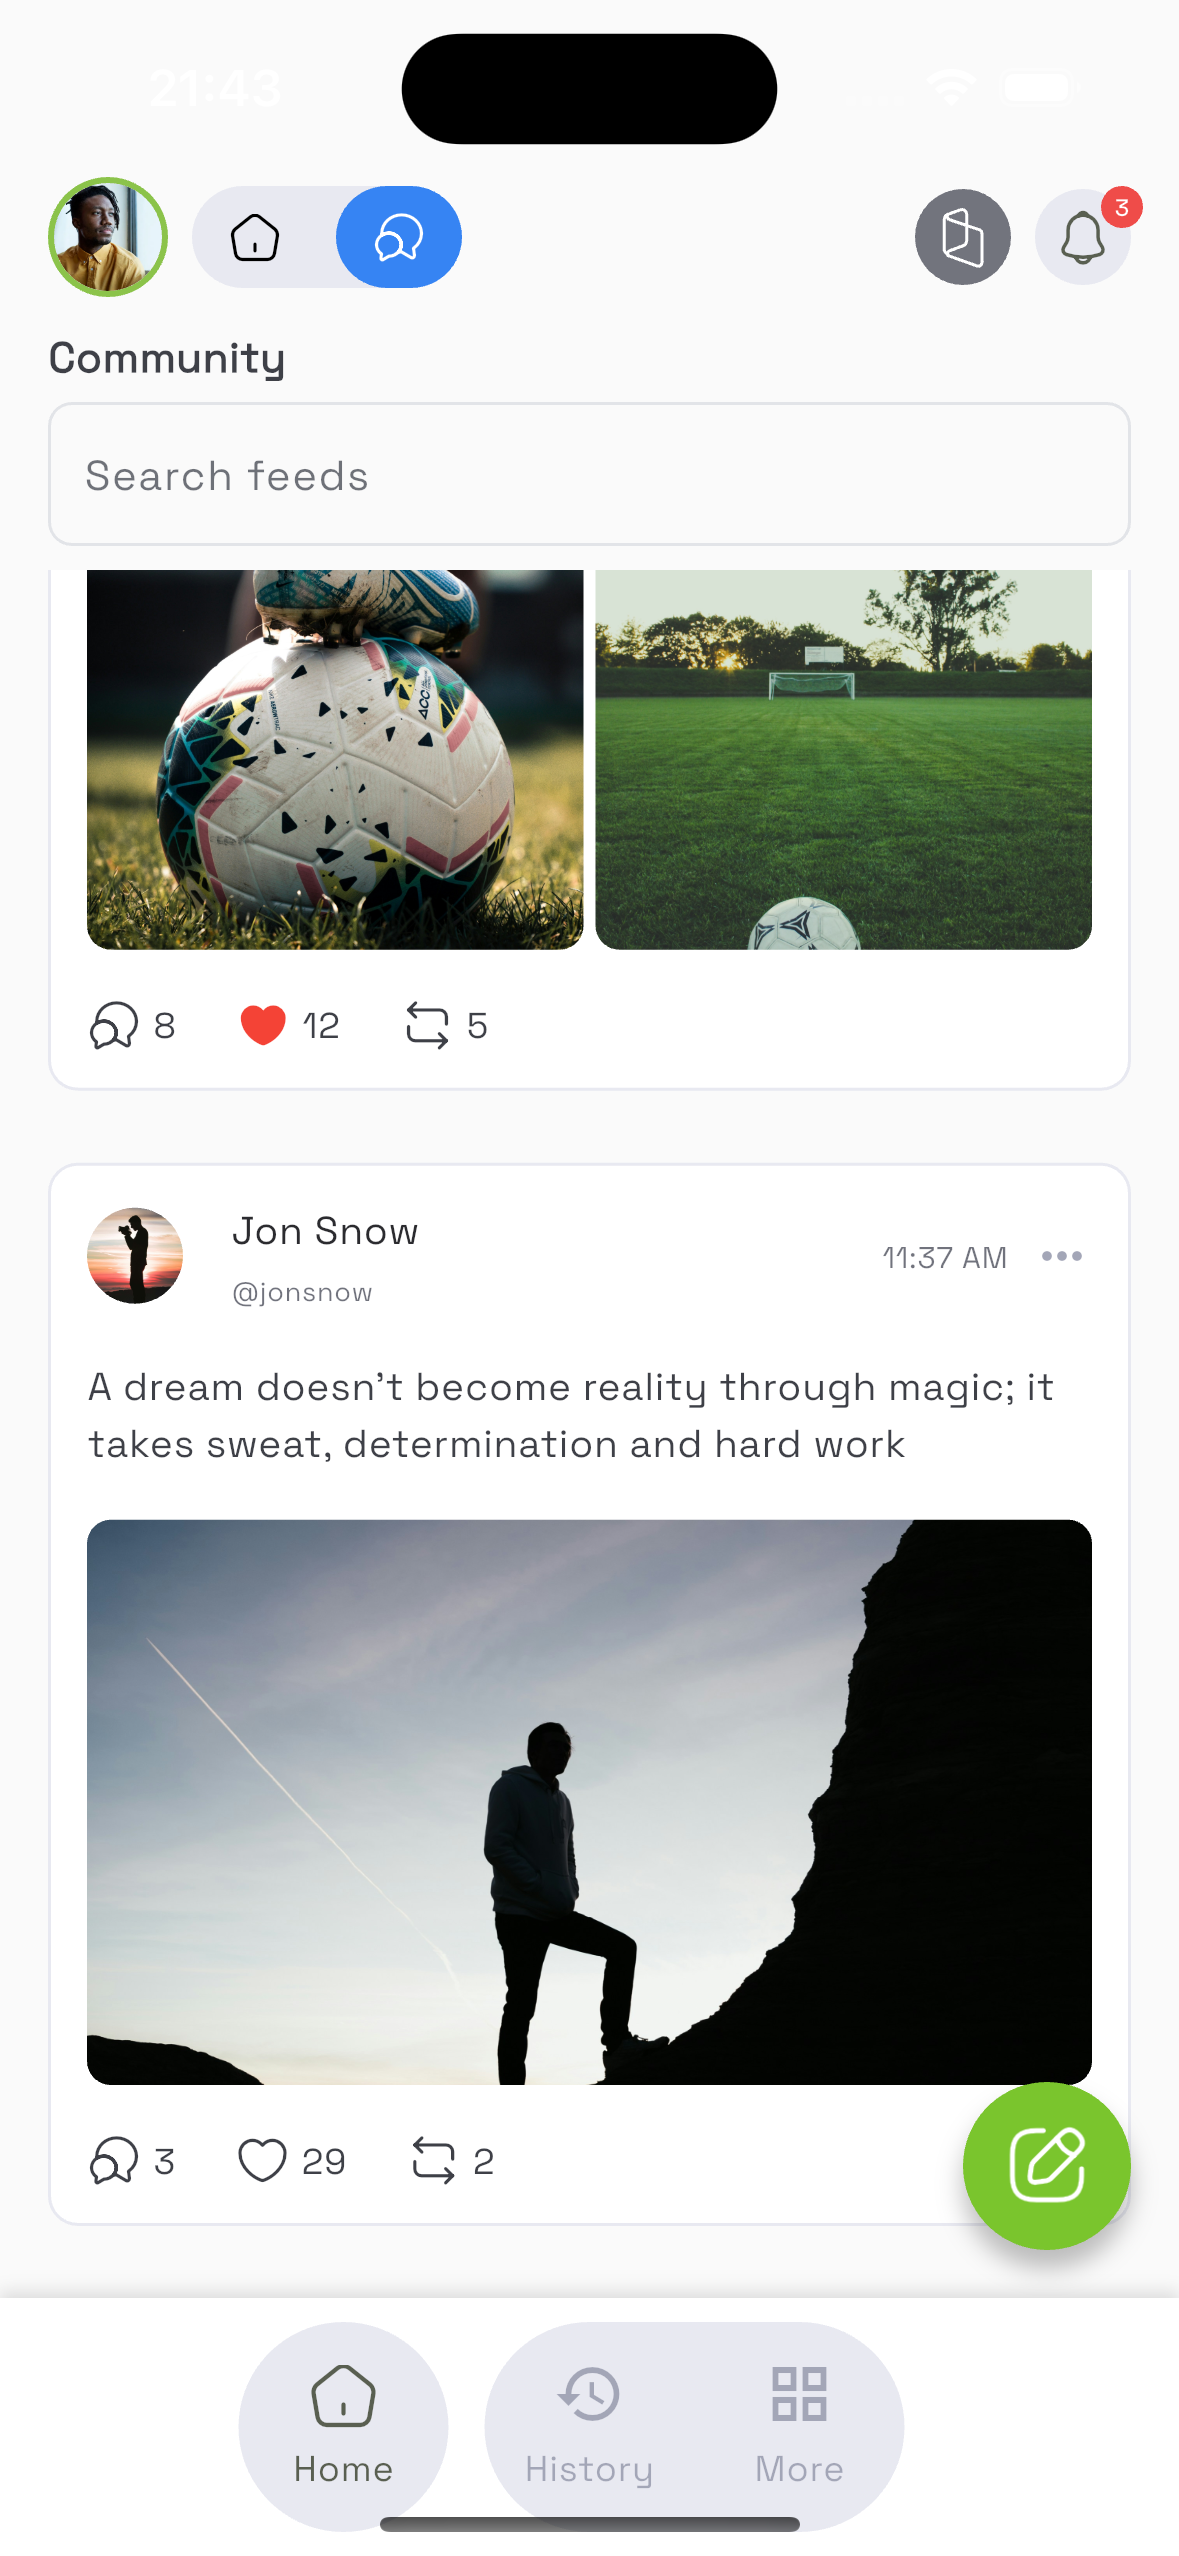 21:43
3
Community
Search feeds
8 12 5
Jon Snow
11:37 AM
@jonsnow
A dream doesn't become reality through magic; it
takes sweat, determination and hard work
3 29 2
Home History More